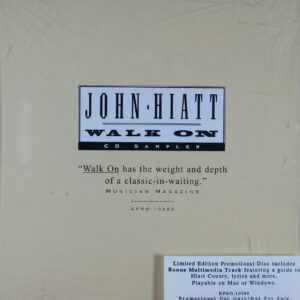 JOHN·HIATT
WALK ON
CD SAMPLER
“Walk On has the weight and depth
of a classic-in-waiting.”
MUSICIAN MAGAZINE
DPRO-10280
Limited Edition Promotional Disc includes
Bonus Multimedia Track featuring a guide to
Hiatt County, lyrics and more.
Playable on Mac or Windows.
DPRO-10280
Promotional Use Only/Not For Sale